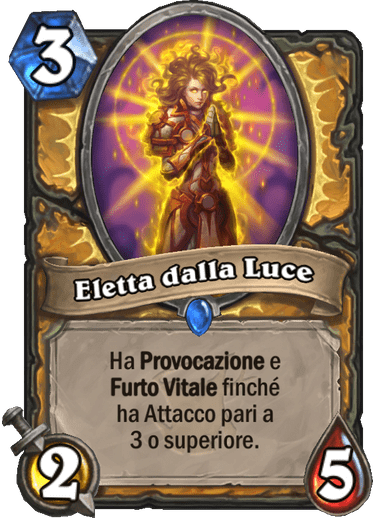 3
Eletta dalla Luce
Ha Provocazione e
Furto Vitale finché
ha Attacco pari a
3 o superiore.
2
5